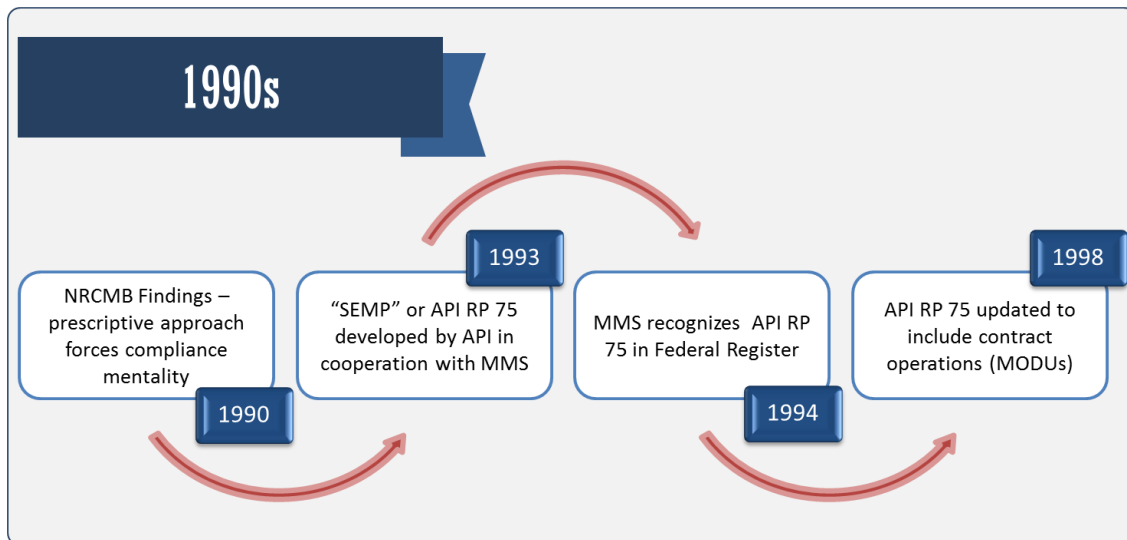 1990s
NRCMB Findings –
prescriptive approach
forces compliance
mentality
1990
1993
“SEMP” or API RP 75
developed by API in
cooperation with MMS
MMS recognizes API RP
75 in Federal Register
1994
1998
API RP 75 updated to
include contract
operations (MODUs)